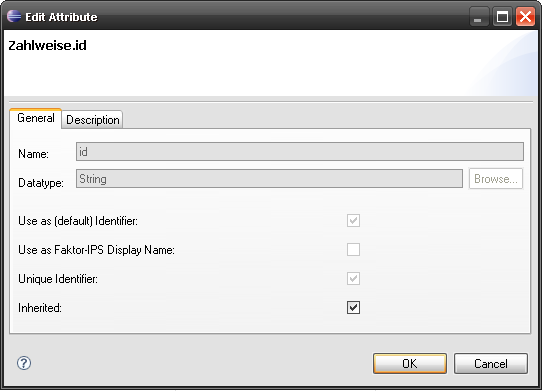 Edit Attribute
Zahlweise.id
General Description
Name: id
Datatype: String Browse...
Use as (default) Identifier:
Use as Faktor-IPS Display Name:
Unique Identifier:
Inherited:
? OK Cancel